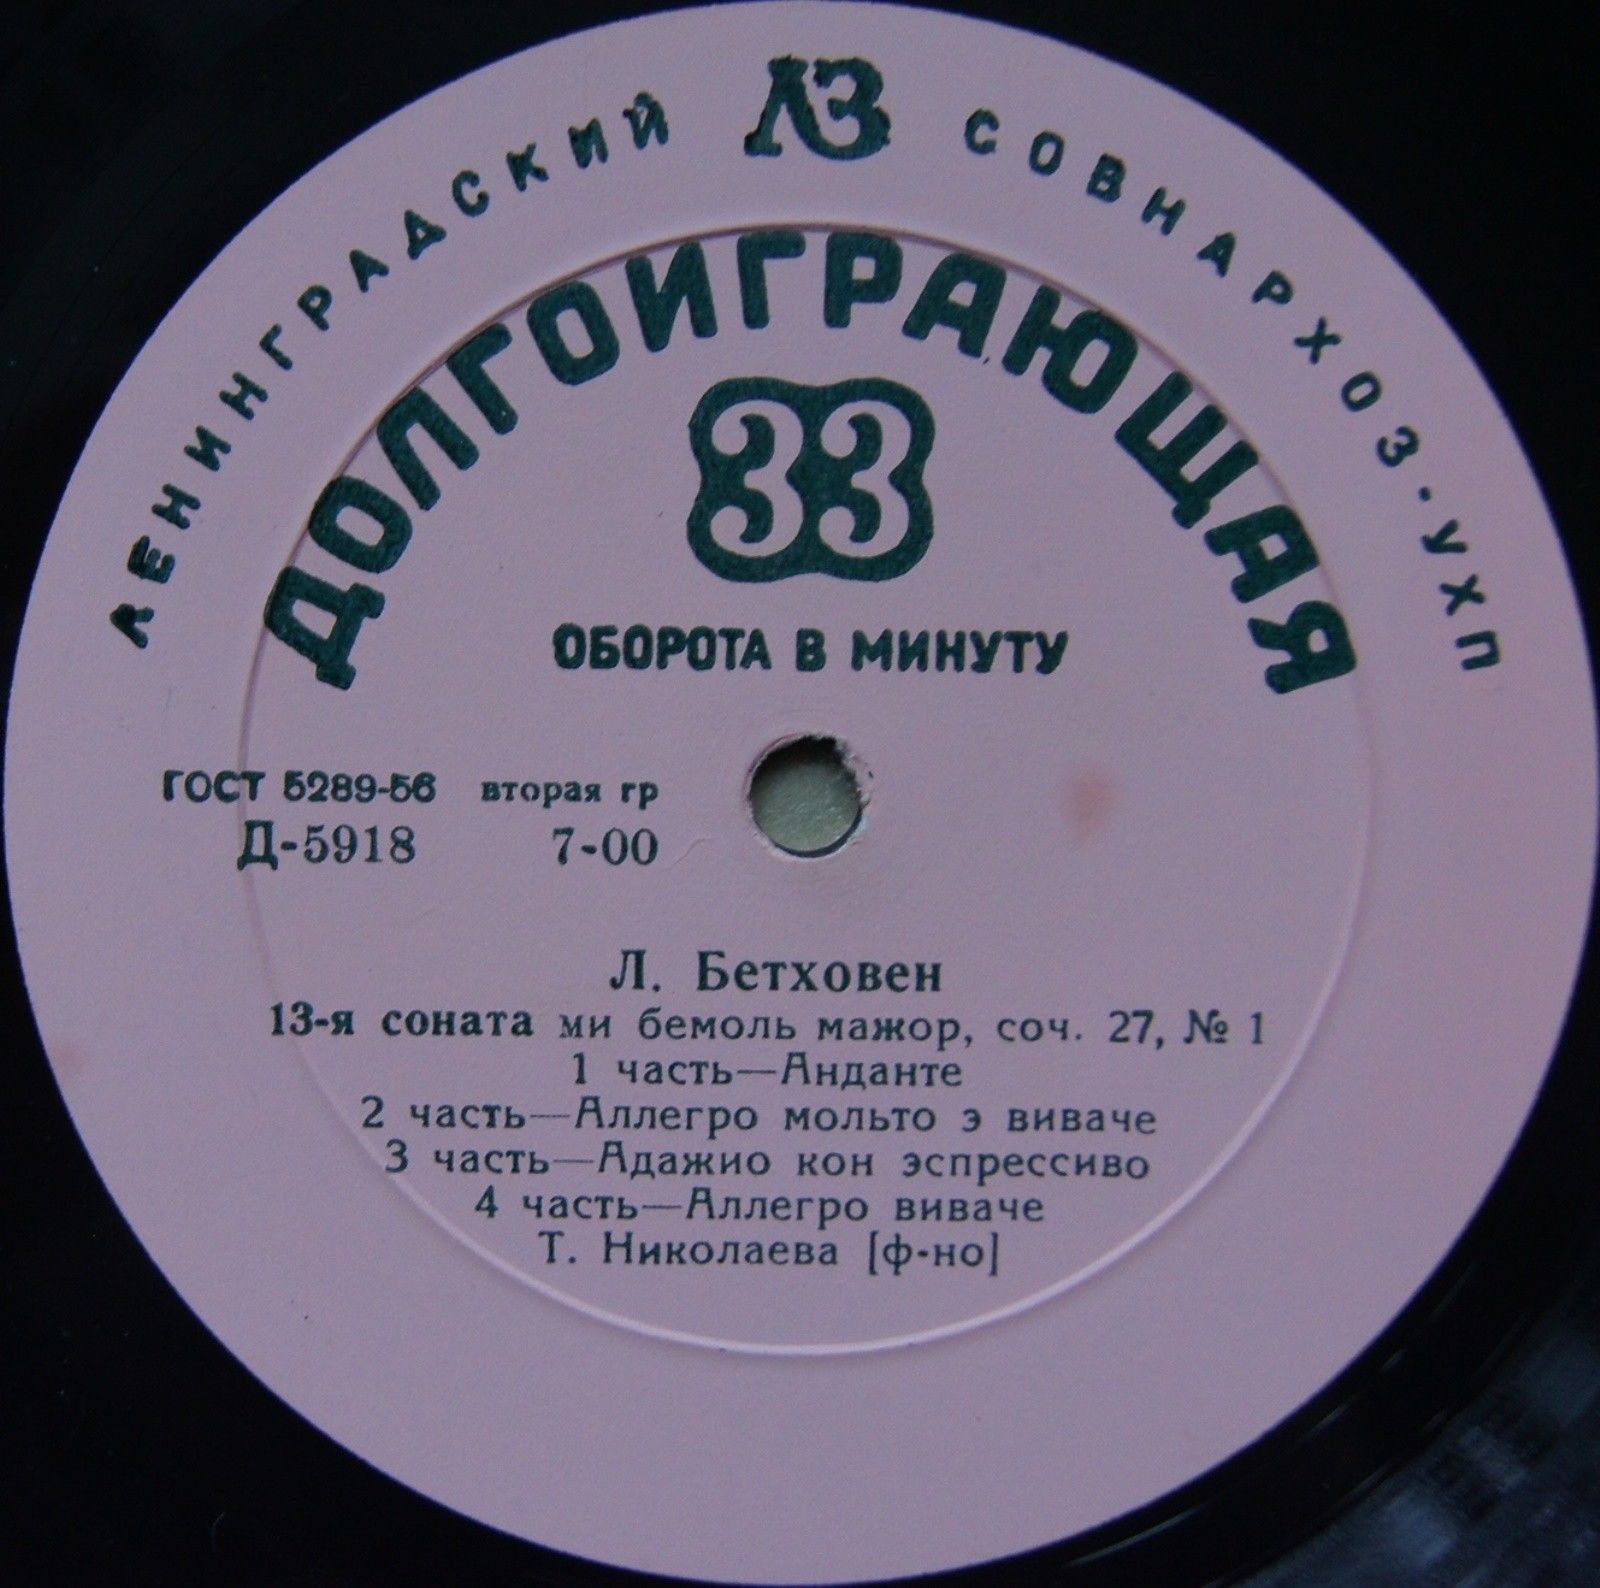 ЛЕНИНГРАДСКИЙ ЛЗ СОВНАРХОЗ-УХП
ДОЛГОИГРАЮЩАЯ
33
ОБОРОТА В МИНУТУ
ГОСТ 5289-56 вторая гр
Д-5918 7-00
Л. Бетховен
13-я соната ми бемоль мажор, соч. 27, № 1
1 часть—Анданте
2 часть—Аллегро мольто э виваче
3 часть—Адажио кон эспрессиво
4 часть—Аллегро виваче
Т. Николаева [ф-но]